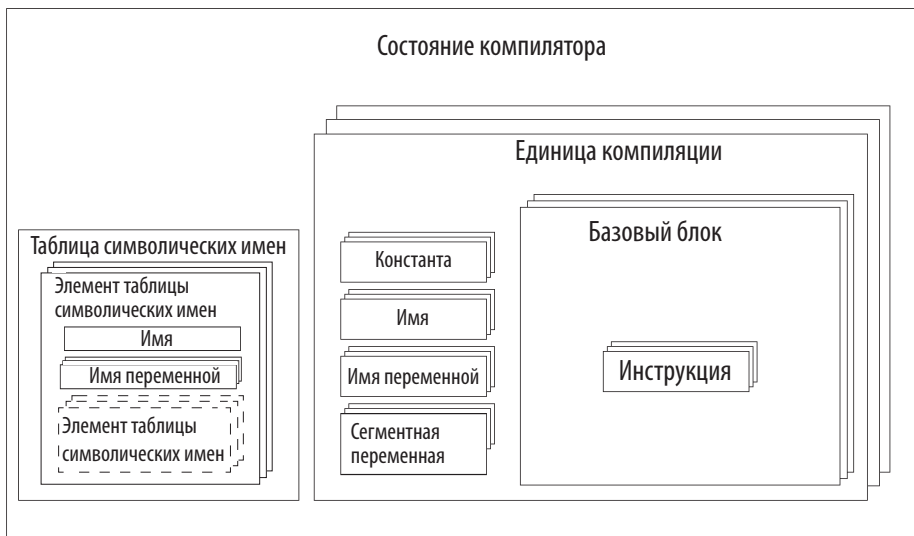 Состояние компилятора
Таблица символических имен
Элемент таблицы
символических имен
Имя
Имя переменной
Элемент таблицы
символических имен
Единица компиляции
Константа
Имя
Имя переменной
Сегментная
переменная
Базовый блок
Инструкция